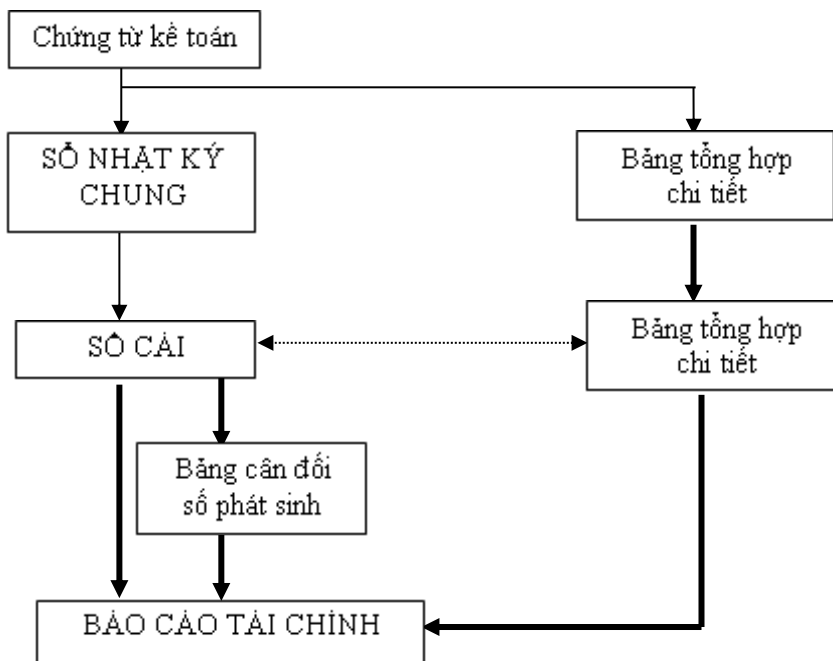 Chứng từ kế toán
SỔ NHẬT KÝ
CHUNG
Bảng tổng hợp
chi tiết
SỔ CÁI
Bảng tổng hợp
chi tiết
Bảng cân đối
số phát sinh
BÁO CÁO TÀI CHÍNH